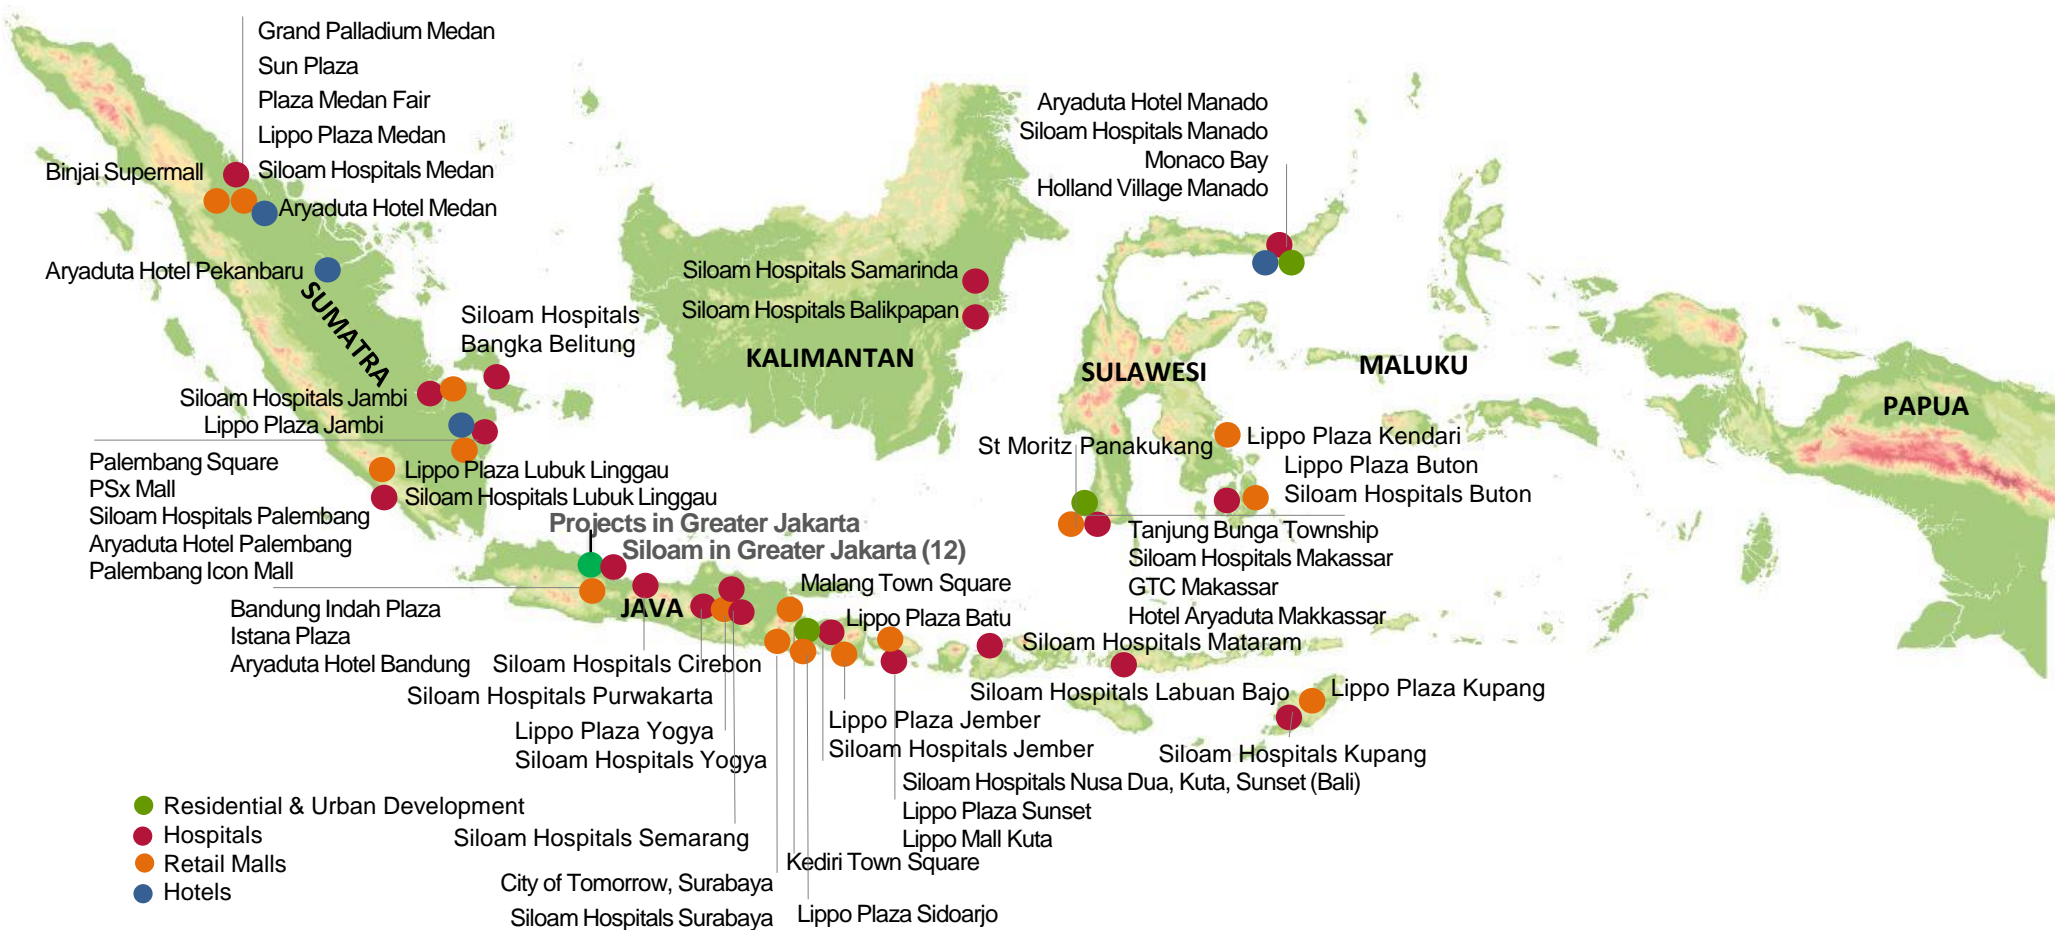 Grand Palladium Medan
Sun Plaza
Plaza Medan Fair
Lippo Plaza Medan
Siloam Hospitals Medan
Binjai Supermall
Aryaduta Hotel Medan
Aryaduta Hotel Pekanbaru
SUMATRA
Siloam Hospitals
Bangka Belitung
Siloam Hospitals Jambi
Lippo Plaza Jambi
Palembang Square
PSx Mall
Siloam Hospitals Palembang
Aryaduta Hotel Palembang
Palembang Icon Mall
Lippo Plaza Lubuk Linggau
Siloam Hospitals Lubuk Linggau
Siloam Hospitals Samarinda
Siloam Hospitals Balikpapan
KALIMANTAN
Aryaduta Hotel Manado
Siloam Hospitals Manado
Monaco Bay
Holland Village Manado
SULAWESI
MALUKU
PAPUA
St Moritz Panakukang
Lippo Plaza Kendari
Lippo Plaza Buton
Siloam Hospitals Buton
Tanjung Bunga Township
Siloam Hospitals Makassar
GTC Makassar
Hotel Aryaduta Makkassar
Projects in Greater Jakarta
Siloam in Greater Jakarta (12)
JAVA
Bandung Indah Plaza
Istana Plaza
Aryaduta Hotel Bandung
Siloam Hospitals Cirebon
Siloam Hospitals Purwakarta
Lippo Plaza Yogya
Siloam Hospitals Yogya
Siloam Hospitals Semarang
City of Tomorrow, Surabaya
Siloam Hospitals Surabaya
Malang Town Square
Lippo Plaza Batu
Lippo Plaza Jember
Siloam Hospitals Jember
Siloam Hospitals Nusa Dua, Kuta, Sunset (Bali)
Lippo Plaza Sunset
Lippo Mall Kuta
Kediri Town Square
Lippo Plaza Sidoarjo
Siloam Hospitals Mataram
Siloam Hospitals Labuan Bajo
Lippo Plaza Kupang
Siloam Hospitals Kupang
Residential & Urban Development
Hospitals
Retail Malls
Hotels